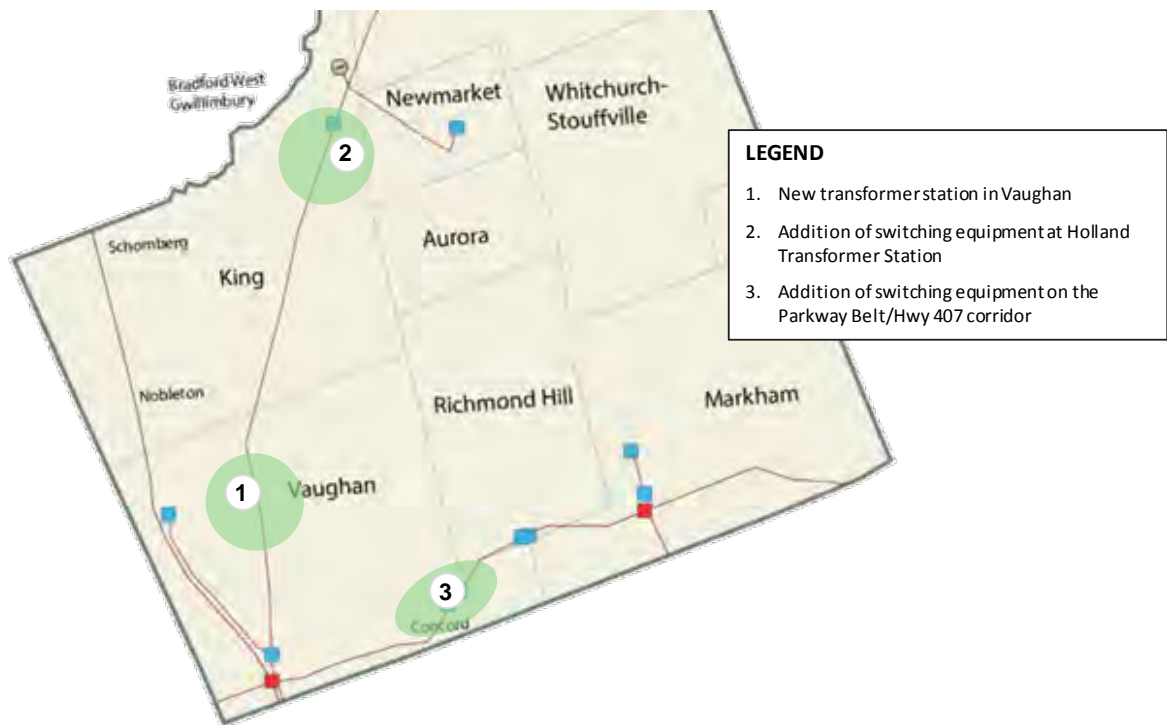 Bradford West
Gwillimbury
Newmarket
Whitchurch-
Stouffville
2
LEGEND
1. New transformer station in Vaughan
2. Addition of switching equipment at Holland
Transformer Station
3. Addition of switching equipment on the
Parkway Belt/Hwy 407 corridor
Schomberg
Aurora
King
Nobleton
Richmond Hill
Markham
1
Vaughan
3
Concord